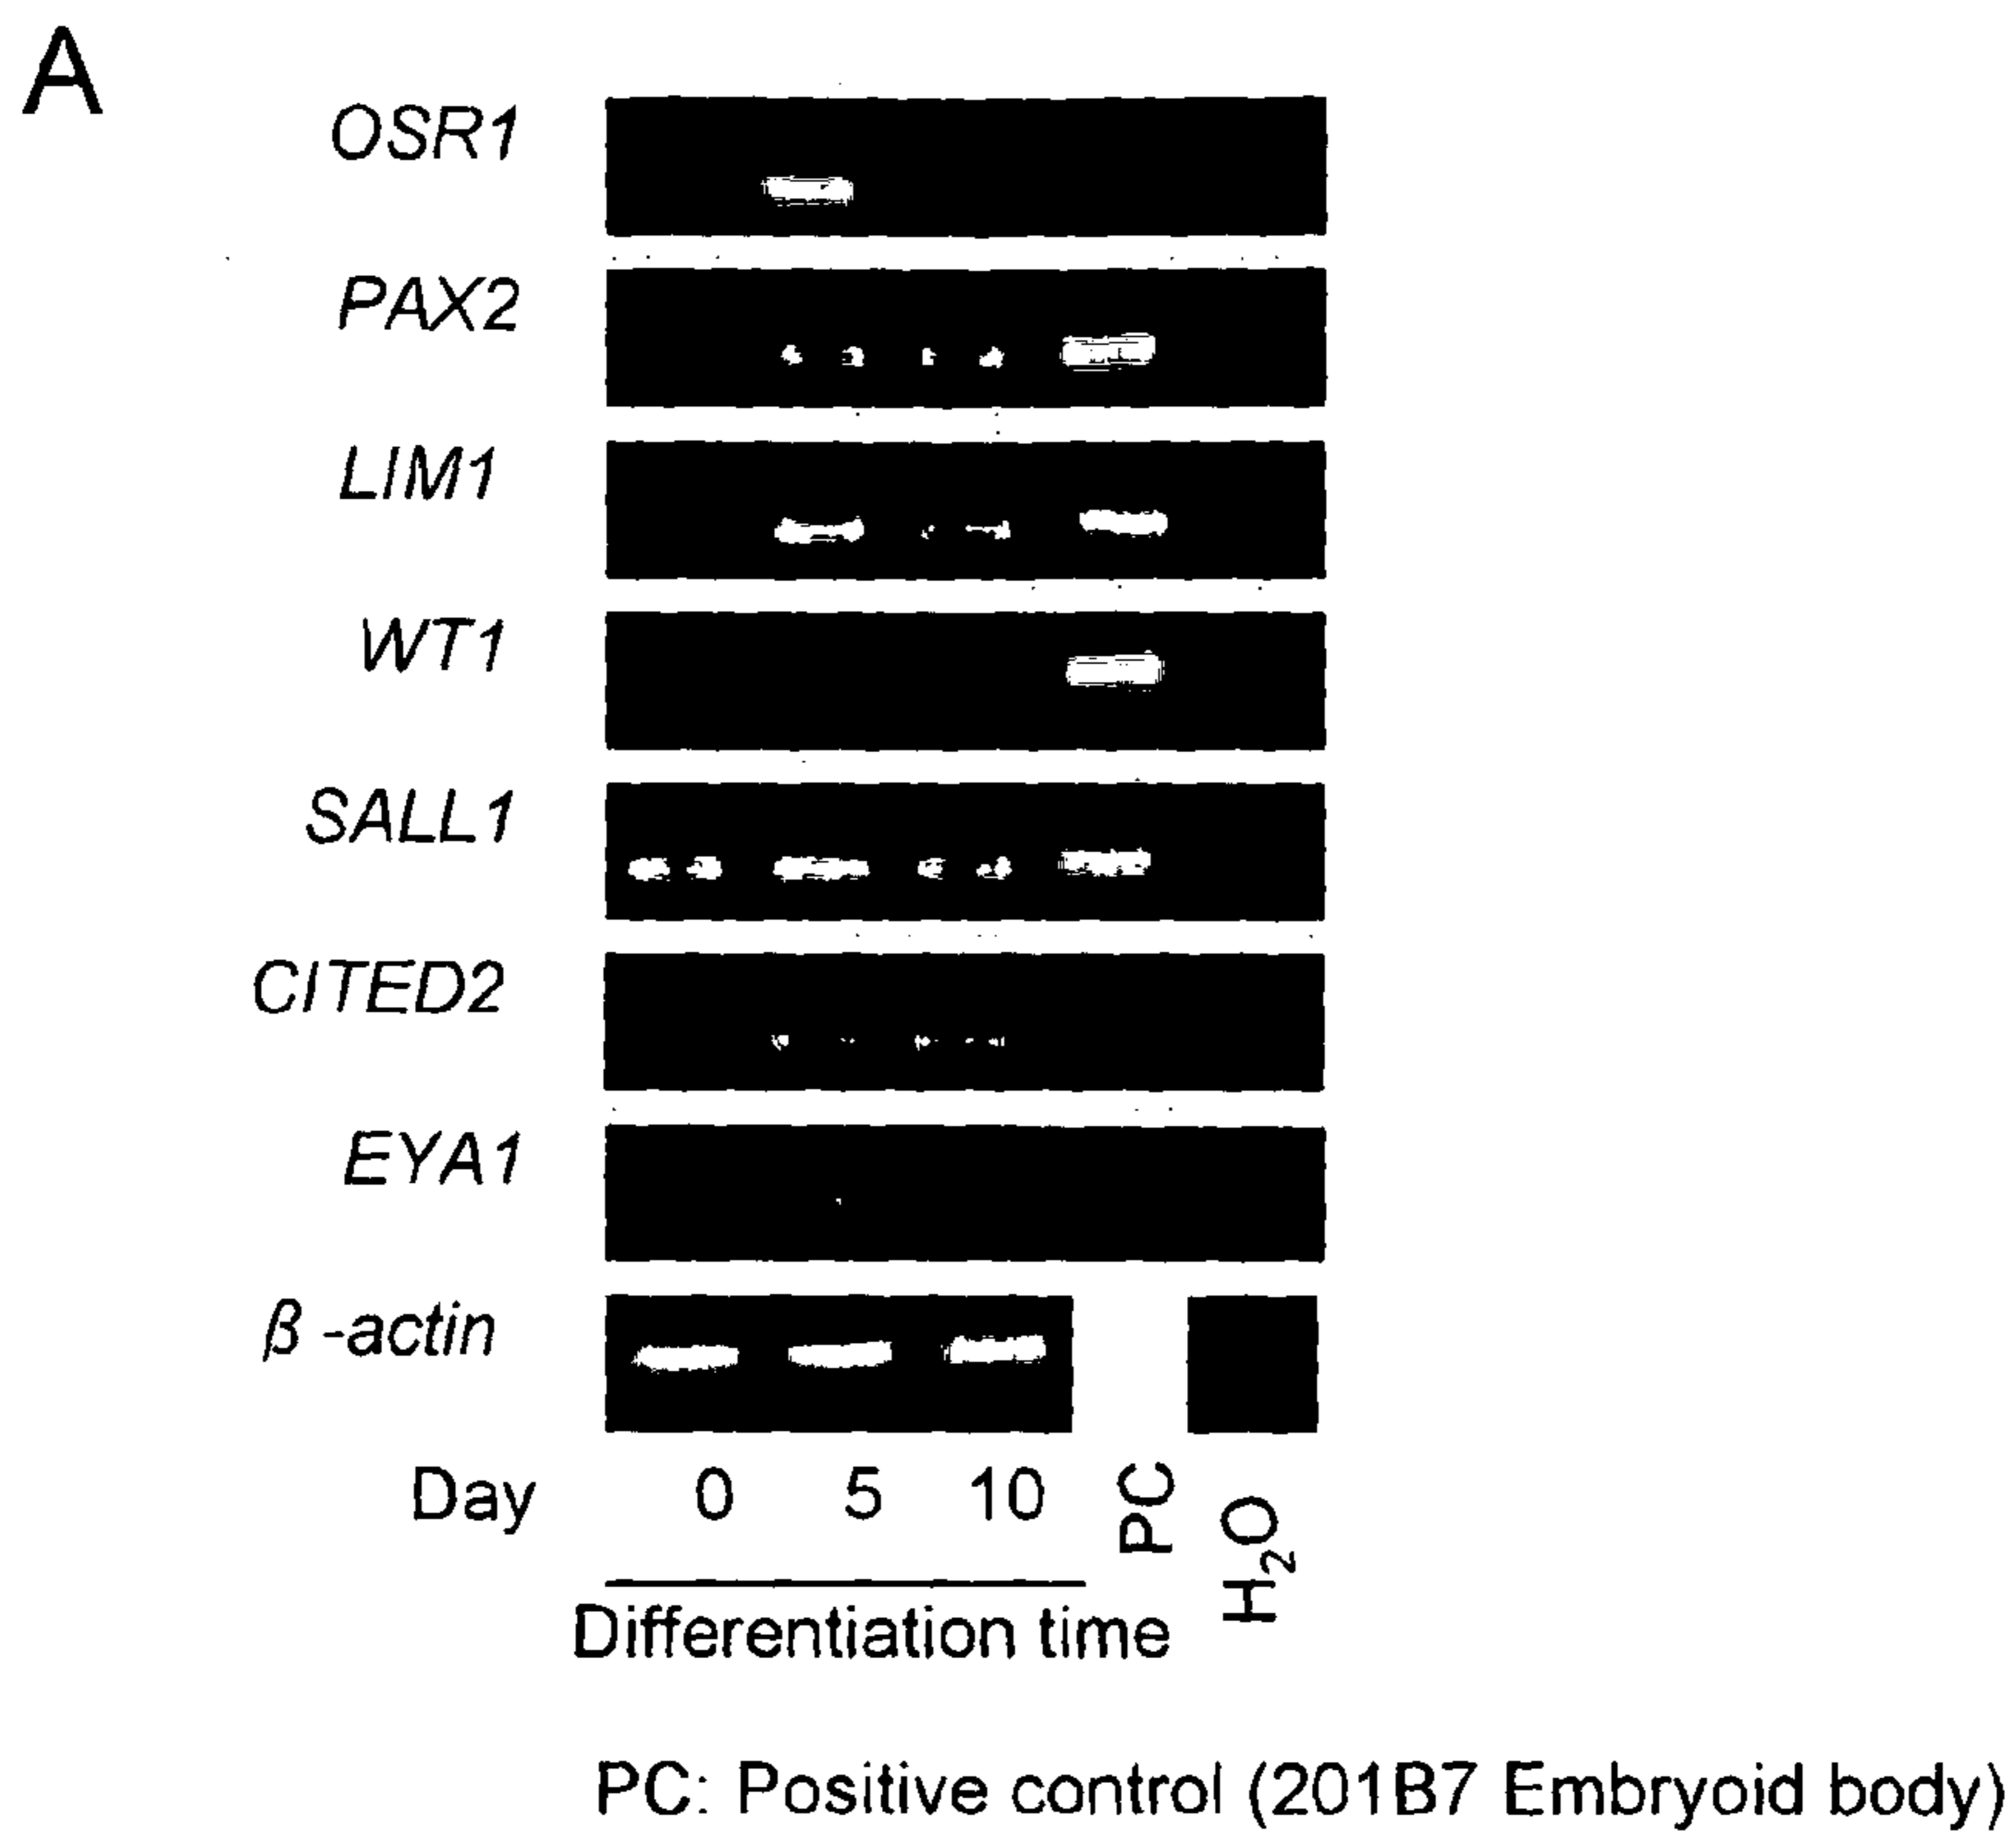 A
OSR1
PAX2
LIM1
WT1
SALL1
CITED2
EYA1
β-actin
Day 0 5 10 PC H₂O
Differentiation time
PC: Positive control (201B7 Embryoid body)